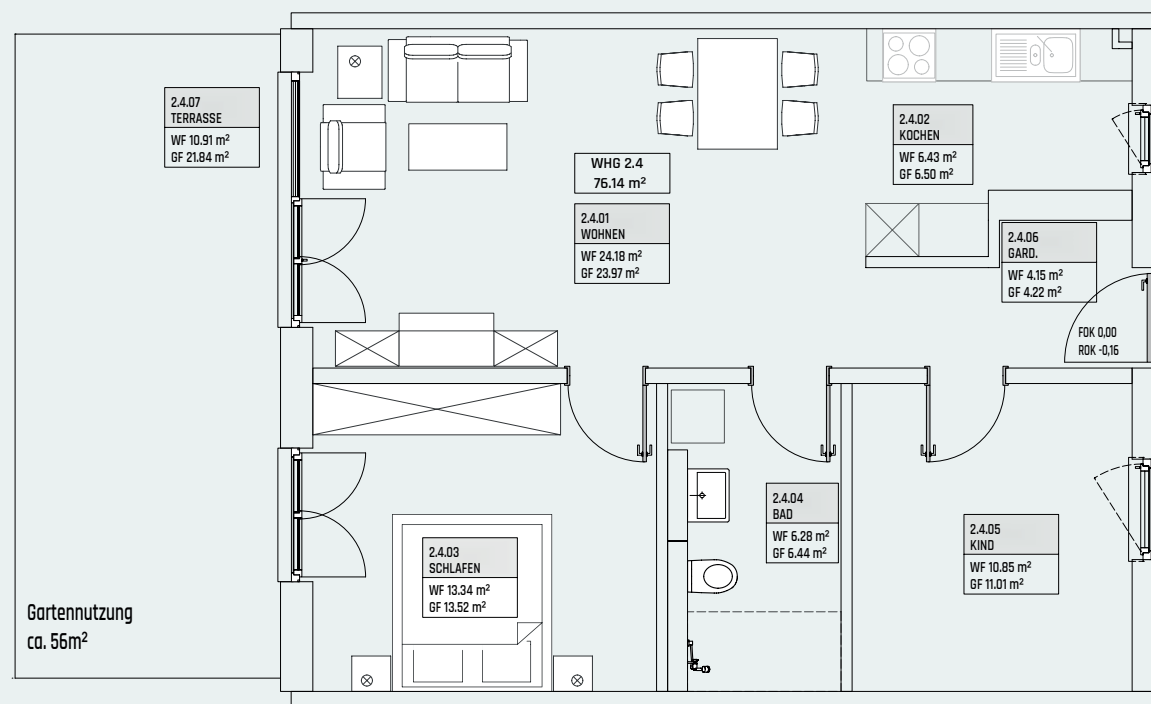 2.4.07
TERRASSE
WF 10.91 m²
GF 21.84 m²
WHG 2.4
76.14 m²
2.4.01
WOHNEN
WF 24.18 m²
GF 23.97 m²
2.4.02
KOCHEN
WF 6.43 m²
GF 6.50 m²
2.4.06
GARD.
WF 4.15 m²
GF 4.22 m²
FOK 0,00
ROK -0,16
2.4.03
SCHLAFEN
WF 13.34 m²
GF 13.52 m²
2.4.04
BAD
WF 6.28 m²
GF 6.44 m²
2.4.05
KIND
WF 10.85 m²
GF 11.01 m²
Gartennutzung
ca. 56m²